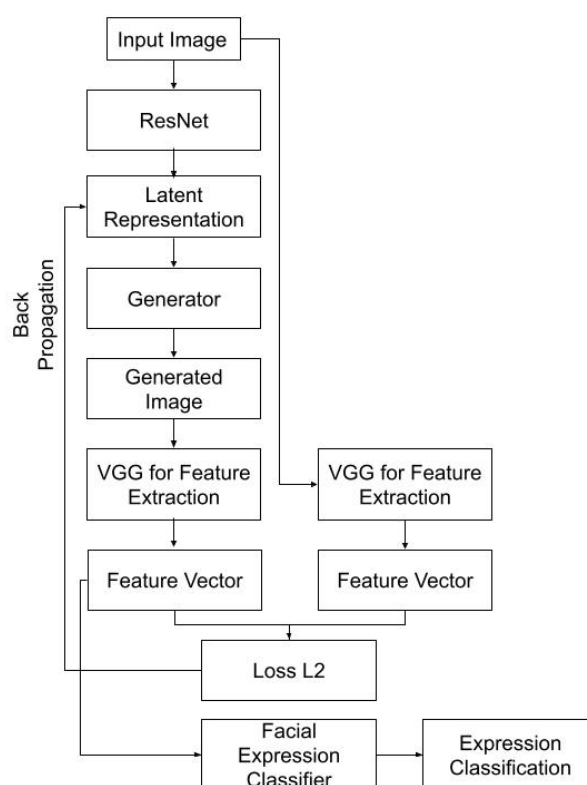 Input Image
ResNet
Latent
Representation
Generator
Back
Propagation
Generated
Image
VGG for Feature
Extraction
VGG for Feature
Extraction
Feature Vector
Feature Vector
Loss L2
Facial
Expression
Classifier
Expression
Classification